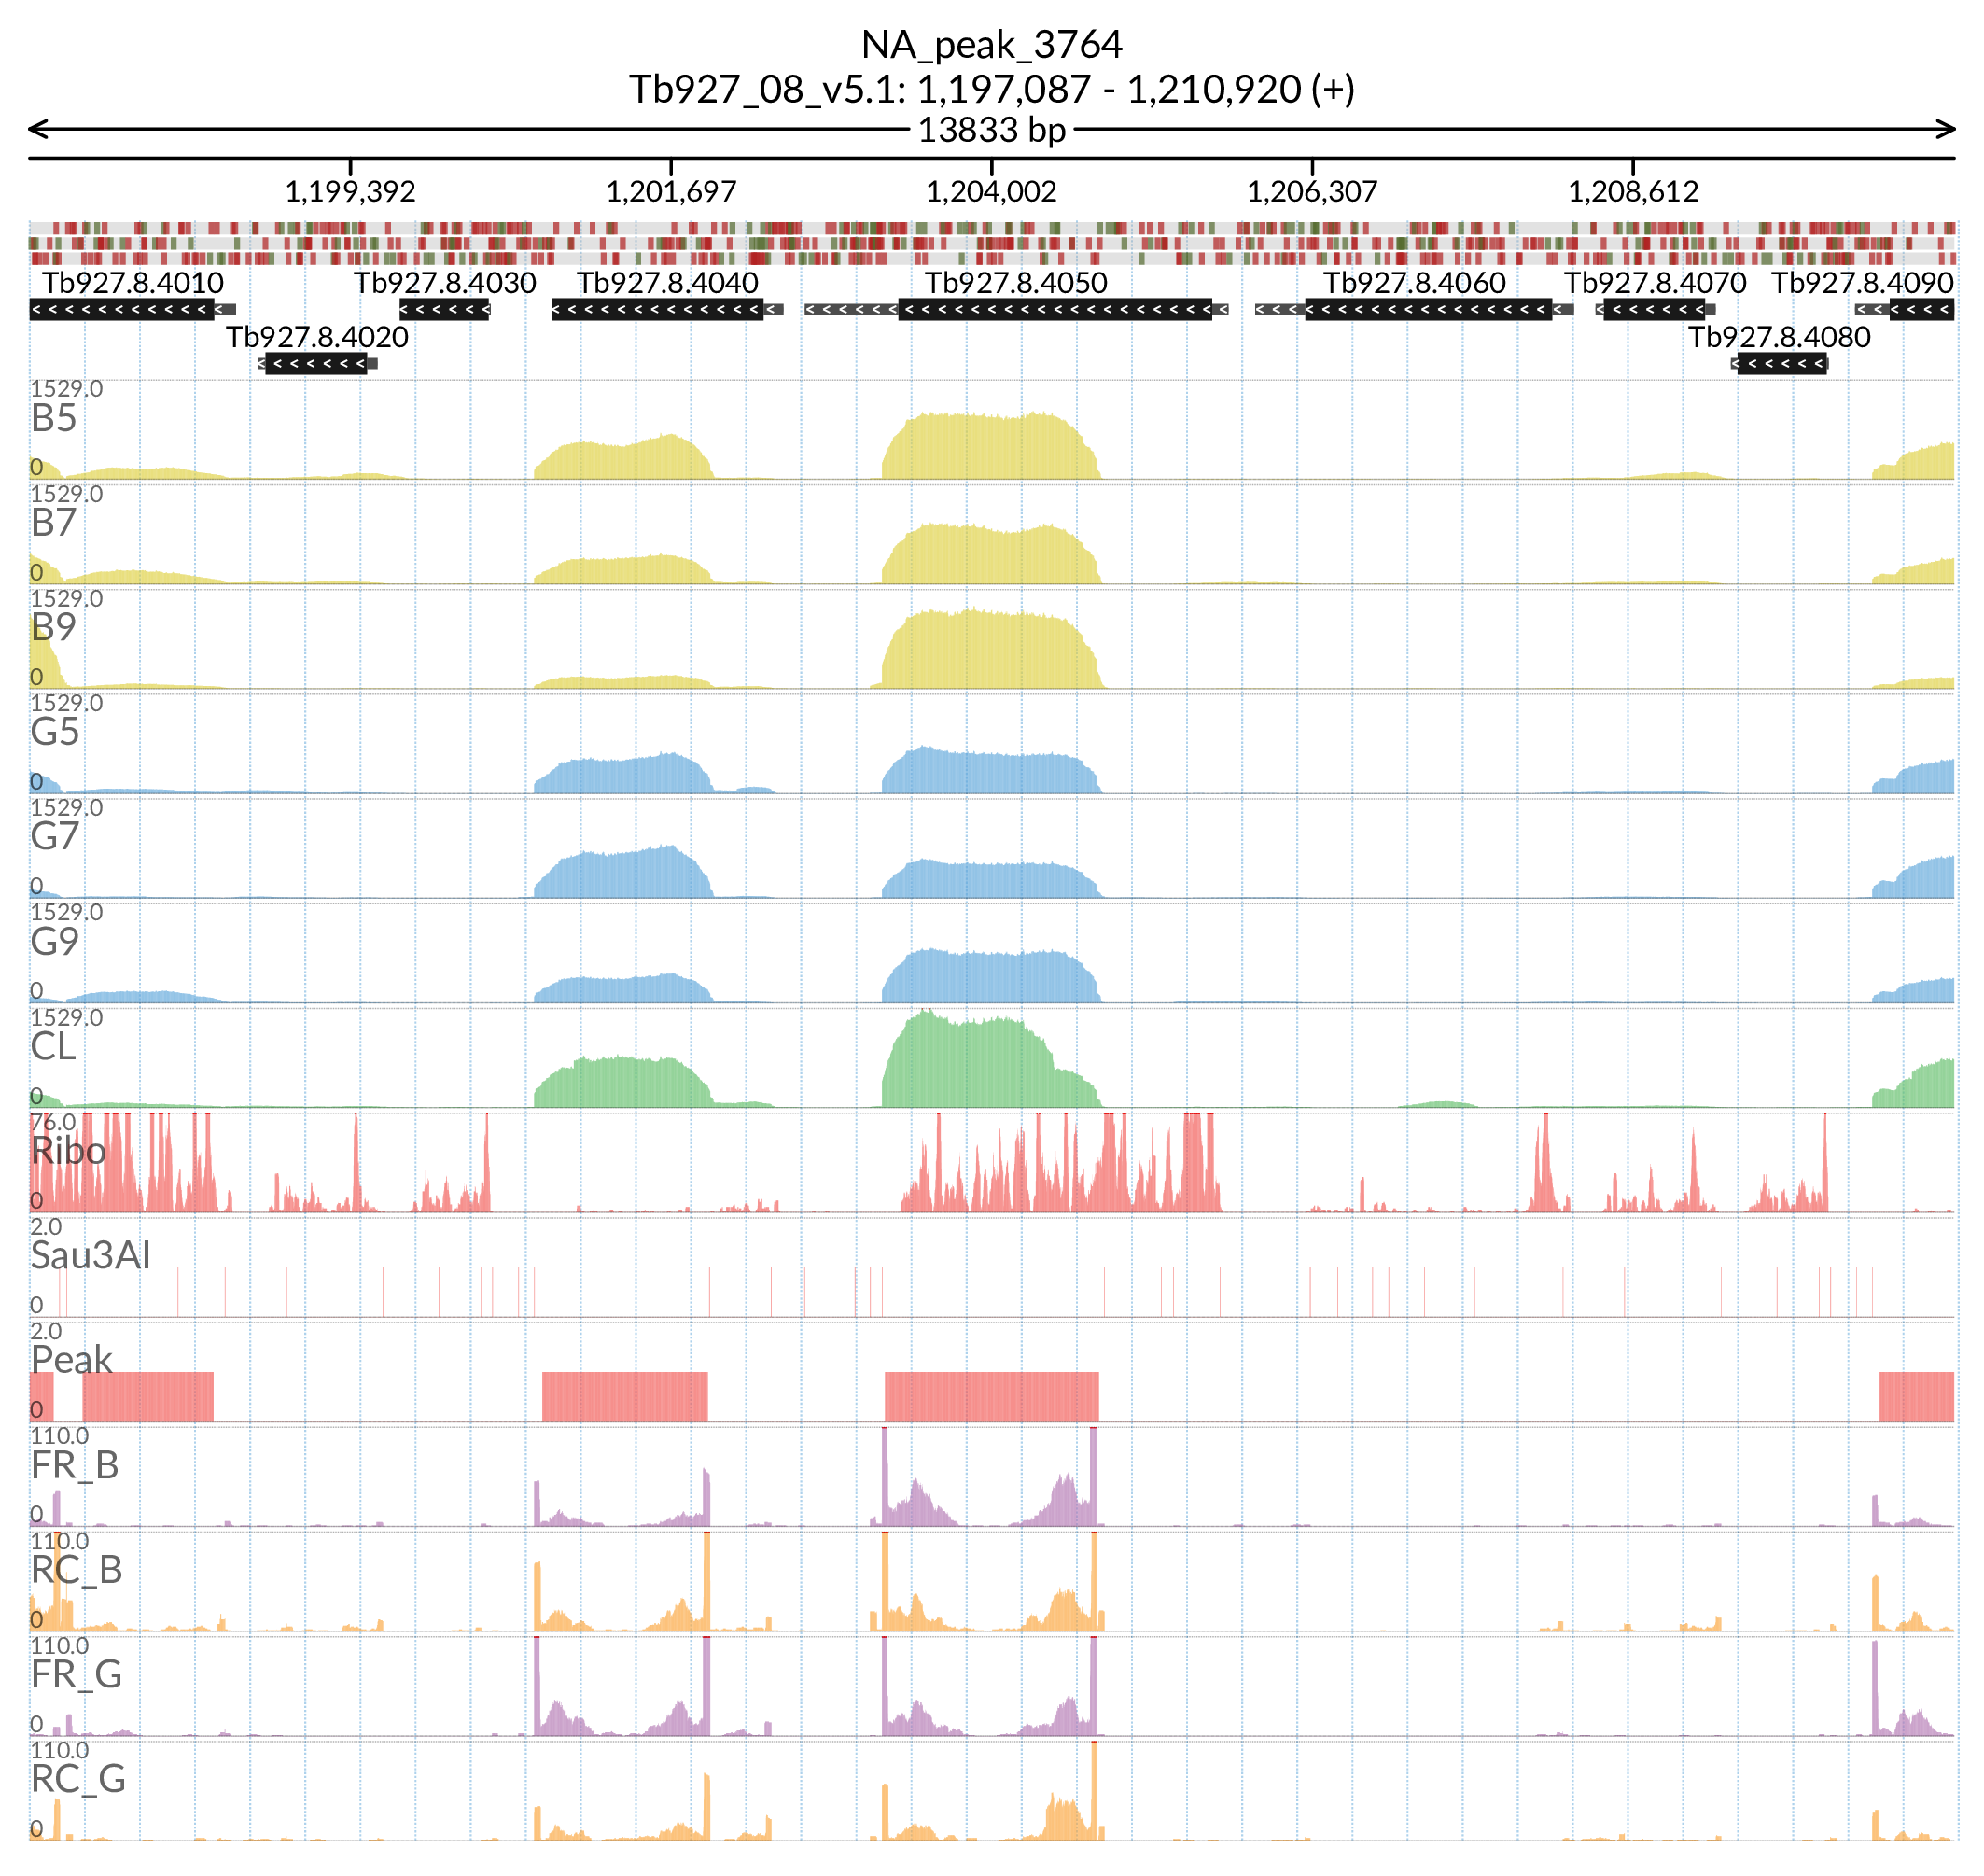 NA_peak_3764
Tb927_08_v5.1: 1,197,087 - 1,210,920 (+)
13833 bp
1,199,392 1,201,697 1,204,002 1,206,307 1,208,612
Tb927.8.4010 Tb927.8.4030 Tb927.8.4040 Tb927.8.4050 Tb927.8.4060 Tb927.8.4070 Tb927.8.4090
Tb927.8.4020 Tb927.8.4080
1529.0
B5
0
1529.0
B7
0
1529.0
B9
0
1529.0
G5
0
1529.0
G7
0
1529.0
G9
0
1529.0
CL
0
76.0
Ribo
0
2.0
Sau3AI
0
2.0
Peak
0
110.0
FR_B
0
110.0
RC_B
0
110.0
FR_G
0
110.0
RC_G
0